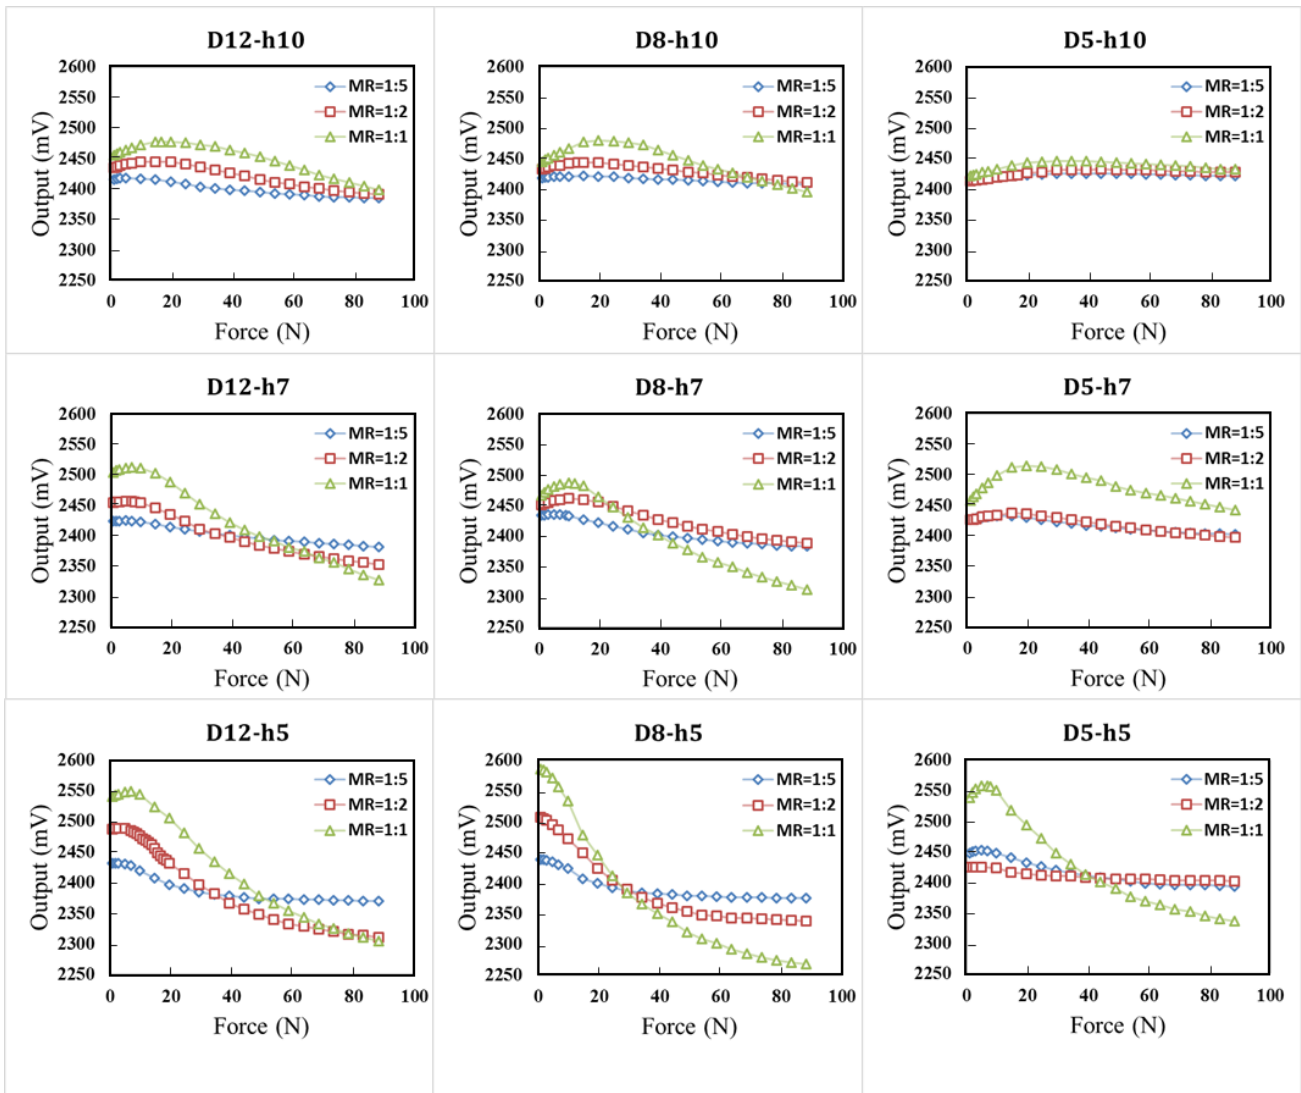 D12-h10
2600
2550
2500
2450
2400
2350
2300
2250
Output (mV)
MR=1:5
MR=1:2
MR=1:1
0 20 40 60 80 100
Force (N)
D8-h10
2600
2550
2500
2450
2400
2350
2300
2250
Output (mV)
MR=1:5
MR=1:2
MR=1:1
0 20 40 60 80 100
Force (N)
D5-h10
2600
2550
2500
2450
2400
2350
2300
2250
Output (mV)
MR=1:5
MR=1:2
MR=1:1
0 20 40 60 80 100
Force (N)
D12-h7
2600
2550
2500
2450
2400
2350
2300
2250
Output (mV)
MR=1:5
MR=1:2
MR=1:1
0 20 40 60 80 100
Force (N)
D8-h7
2600
2550
2500
2450
2400
2350
2300
2250
Output (mV)
MR=1:5
MR=1:2
MR=1:1
0 20 40 60 80 100
Force (N)
D5-h7
2600
2550
2500
2450
2400
2350
2300
2250
Output (mV)
MR=1:5
MR=1:2
MR=1:1
0 20 40 60 80 100
Force (N)
D12-h5
2600
2550
2500
2450
2400
2350
2300
2250
Output (mV)
MR=1:5
MR=1:2
MR=1:1
0 20 40 60 80 100
Force (N)
D8-h5
2600
2550
2500
2450
2400
2350
2300
2250
Output (mV)
MR=1:5
MR=1:2
MR=1:1
0 20 40 60 80 100
Force (N)
D5-h5
2600
2550
2500
2450
2400
2350
2300
2250
Output (mV)
MR=1:5
MR=1:2
MR=1:1
0 20 40 60 80 100
Force (N)